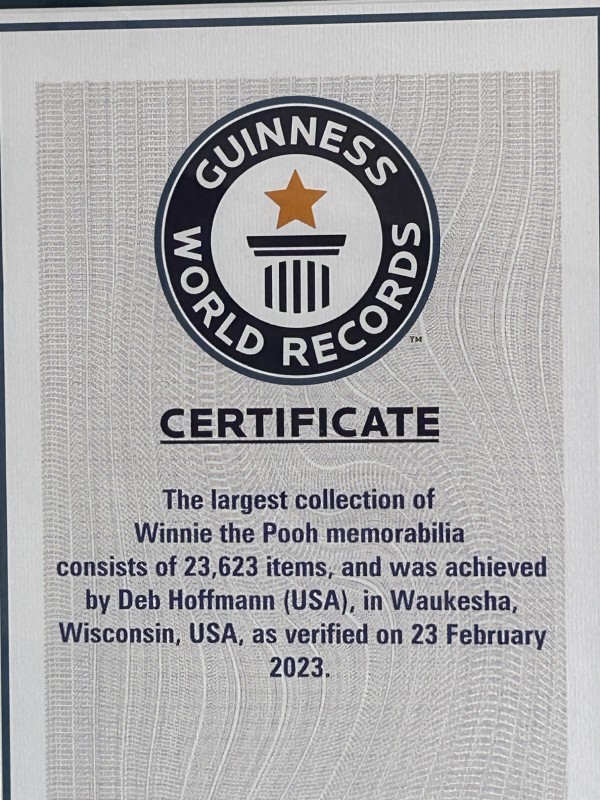 GUINNESS
WORLD RECORDS
TM
CERTIFICATE
The largest collection of
Winnie the Pooh memorabilia
consists of 23,623 items, and was achieved
by Deb Hoffmann (USA), in Waukesha,
Wisconsin, USA, as verified on 23 February
2023.